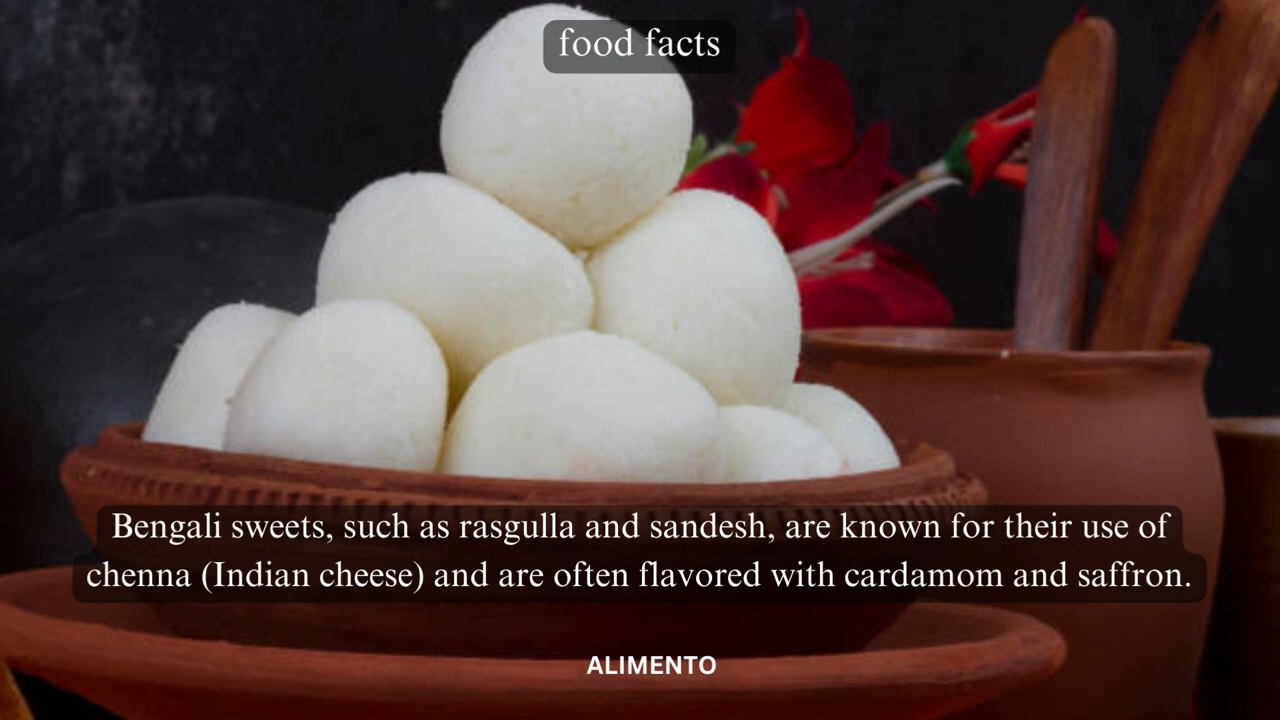 food facts
Bengali sweets, such as rasgulla and sandesh, are known for their use of
chenna (Indian cheese) and are often flavored with cardamom and saffron.
ALIMENTO